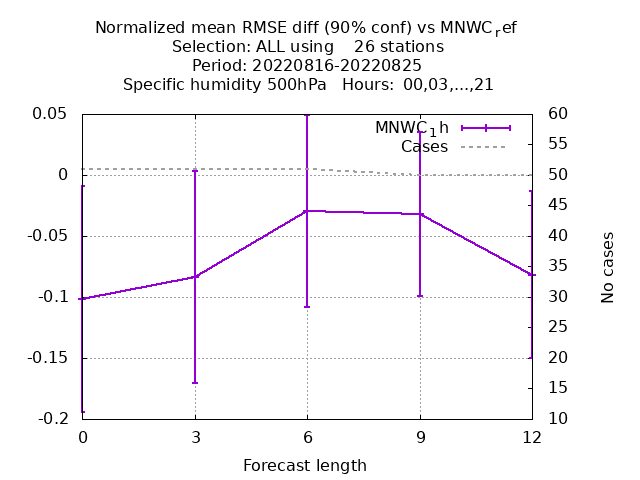 Normalized mean RMSE diff (90% conf) vs MNWCref
Selection: ALL using    26 stations
Period: 20220816-20220825
Specific humidity 500hPa   Hours: 00,03,...,21
MNWC1h
Cases
0.05
0
-0.05
-0.1
-0.15
-0.2
60
55
50
45
40
35
30
25
20
15
10
No cases
0 3 6 9 12
Forecast length